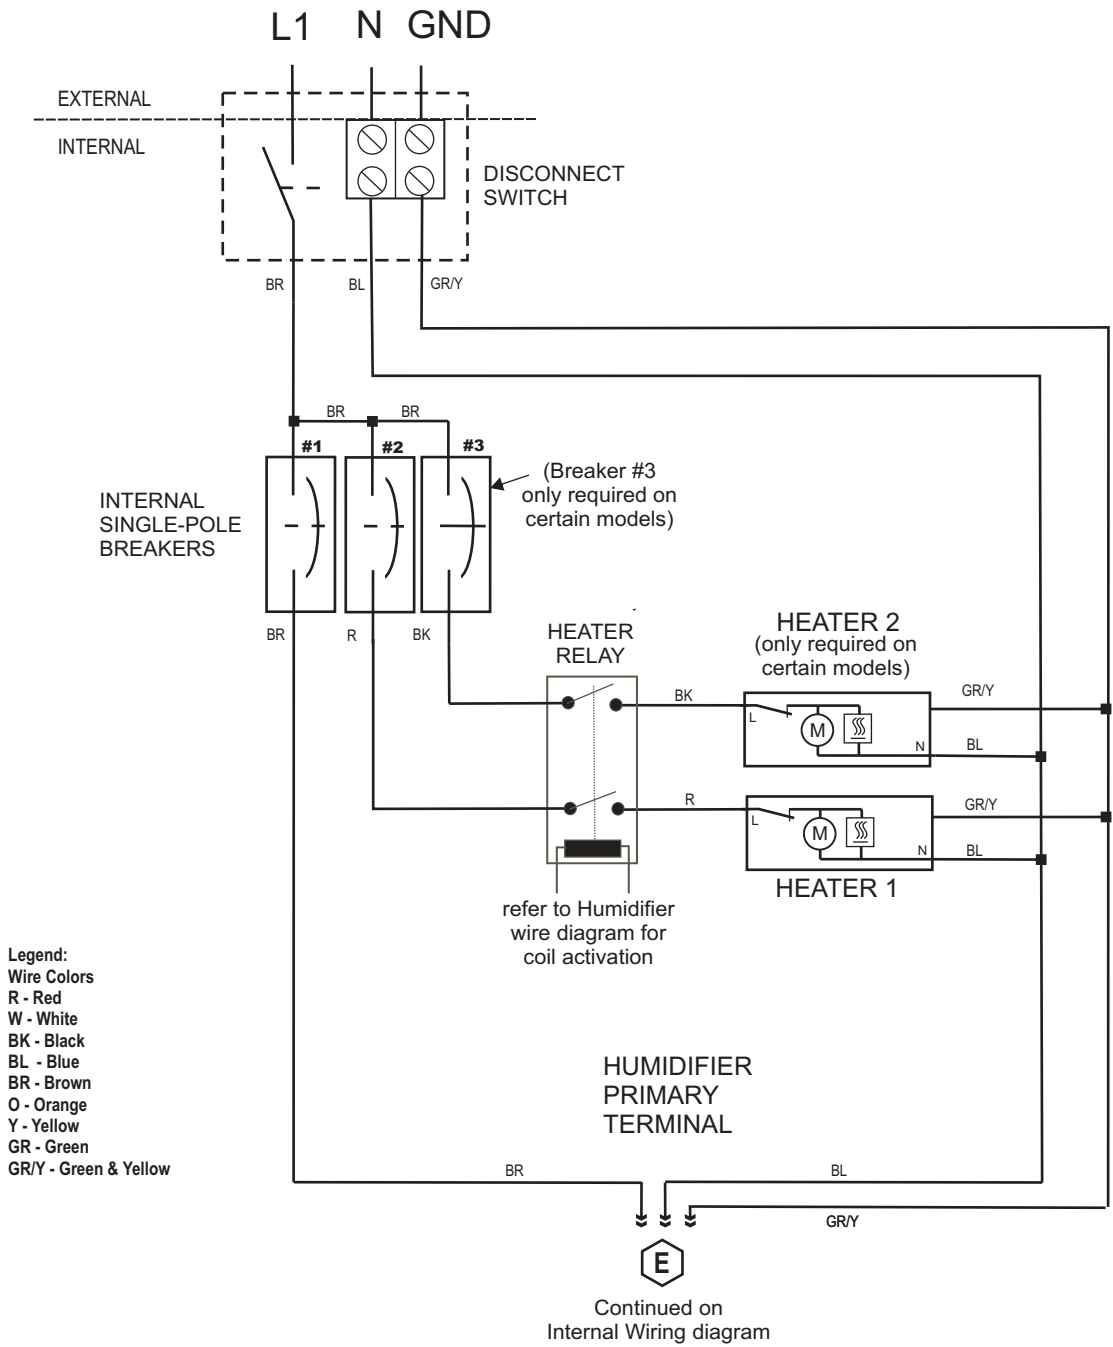 L1 N GND
EXTERNAL
INTERNAL
DISCONNECT
SWITCH
BR BL GR/Y
BR BR
#1 #2 #3
(Breaker #3
only required on
certain models)
INTERNAL
SINGLE-POLE
BREAKERS
BR R BK
HEATER
RELAY
HEATER 2
(only required on
certain models)
BK
GR/Y
L
M
N
BL
R
GR/Y
L
M
N
BL
HEATER 1
refer to Humidifier
wire diagram for
coil activation
Legend:
Wire Colors
R - Red
W - White
BK - Black
BL - Blue
BR - Brown
O - Orange
Y - Yellow
GR - Green
GR/Y - Green & Yellow
HUMIDIFIER
PRIMARY
TERMINAL
BR BL
GR/Y
E
Continued on
Internal Wiring diagram